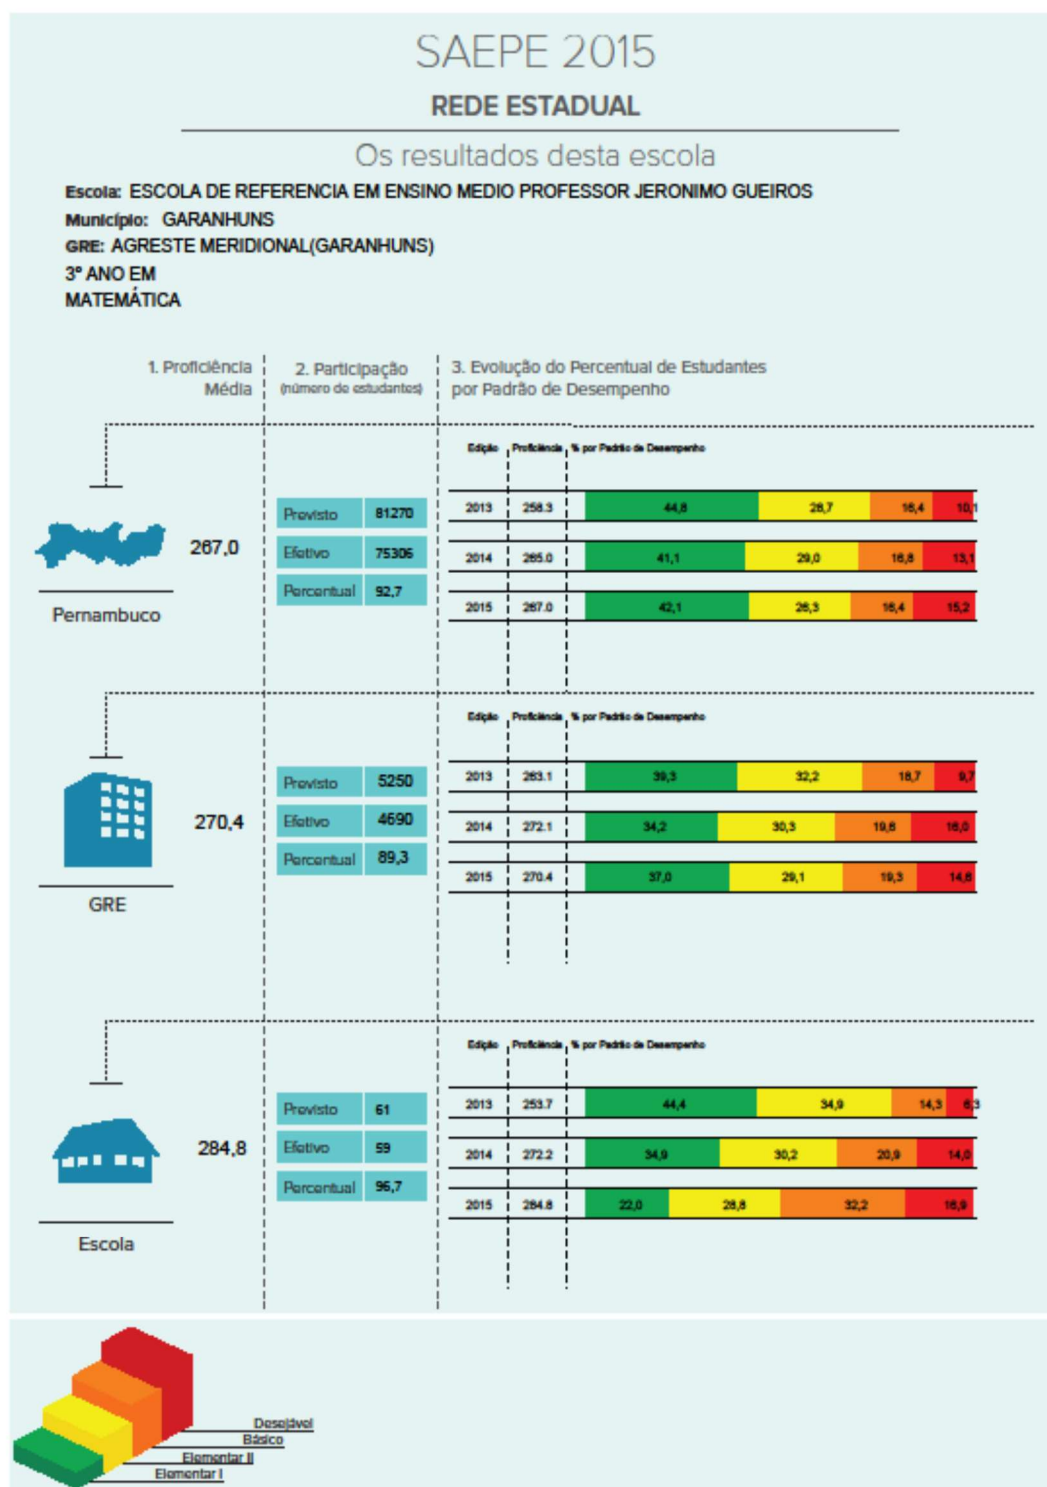 SAEPE 2015
REDE ESTADUAL
Os resultados desta escola
Escola: ESCOLA DE REFERENCIA EM ENSINO MEDIO PROFESSOR JERONIMO GUEIROS
Município: GARANHUNS
GRE: AGRESTE MERIDIONAL(GARANHUNS)
3º ANO EM
MATEMÁTICA
1. Proficiência
Média
2. Participação
(número de estudantes)
3. Evolução do Percentual de Estudantes
por Padrão de Desempenho
Edição Proficiência % por Padrão de Desempenho
Pernambuco
267,0
Previsto 81270
Efetivo 75306
Percentual 92,7
2013 258.3 44,8 28,7 16,4 10,1
2014 265.0 41,1 29,0 16,8 13,1
2015 267.0 42,1 26,3 16,4 15,2
Edição Proficiência % por Padrão de Desempenho
GRE
270,4
Previsto 5250
Efetivo 4690
Percentual 89,3
2013 263.1 39,3 32,2 18,7 9,7
2014 272.1 34,2 30,3 19,6 16,0
2015 270.4 37,0 29,1 19,3 14,6
Edição Proficiência % por Padrão de Desempenho
Escola
284,8
Previsto 61
Efetivo 59
Percentual 96,7
2013 253.7 44,4 34,9 14,3 6,3
2014 272.2 34,9 30,2 20,9 14,0
2015 284.8 22,0 28,8 32,2 16,9
Desejável
Básico
Elementar II
Elementar I